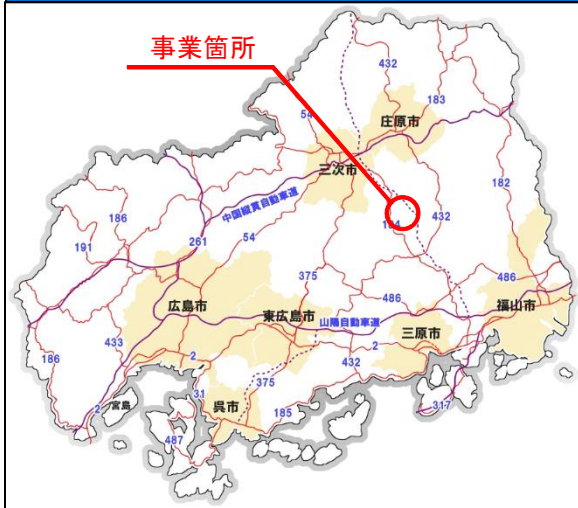 事業箇所
432
54
183
庄原市
三次市
182
中国縦貫自動車道
186
191
261
54
184
432
375
486
486
広島市
東広島市
山陽自動車道
三原市
福山市
433
186
2
2
432
宮島
2
31
375
185
呉市
317
487